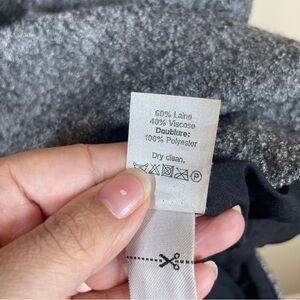 60% Laine
40% Viscose
Doublure:
100% Polyester
Dry clean.
P